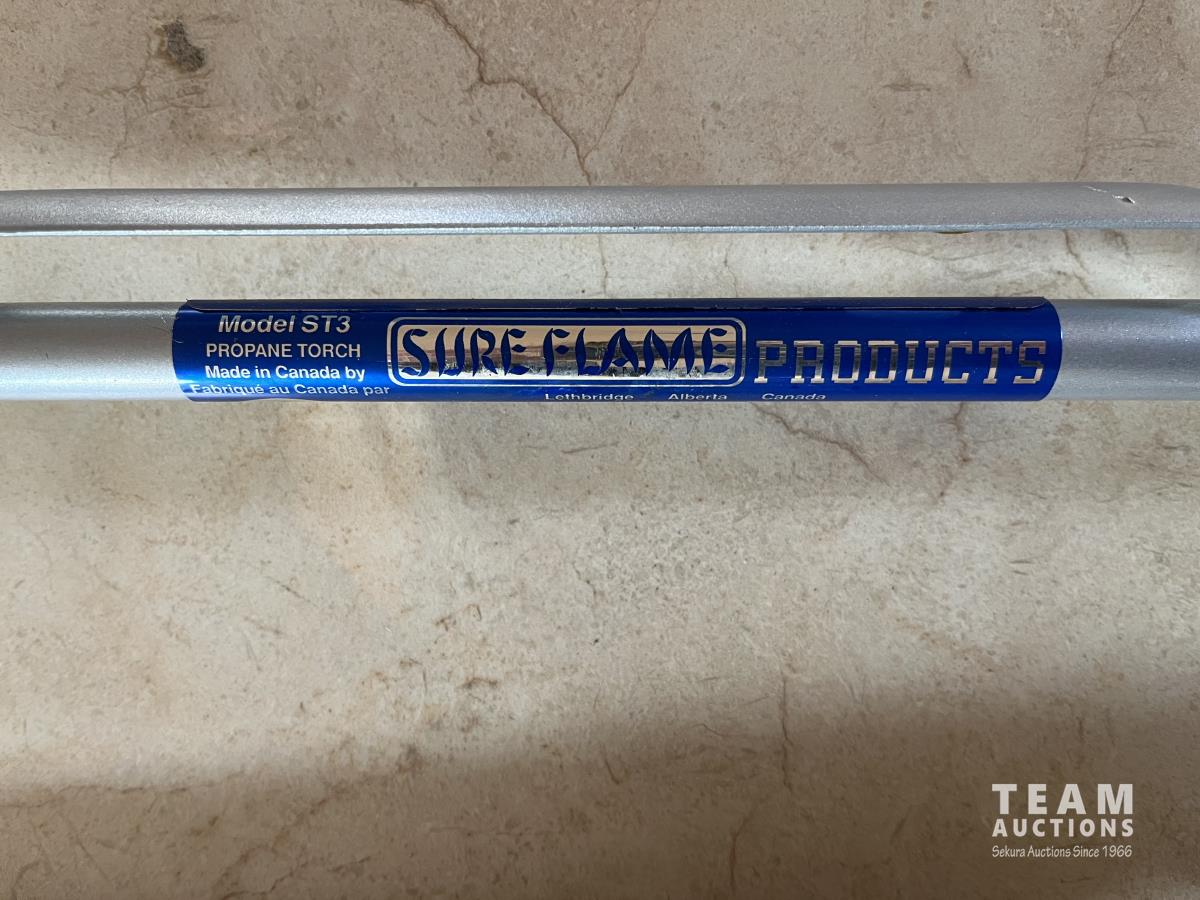 Model ST3
PROPANE TORCH
Made in Canada by
Fabriqué au Canada par
SURE FLAME PRODUCTS
Lethbridge Alberta Canada
TEAM
AUCTIONS
Sekura Auctions Since 1966